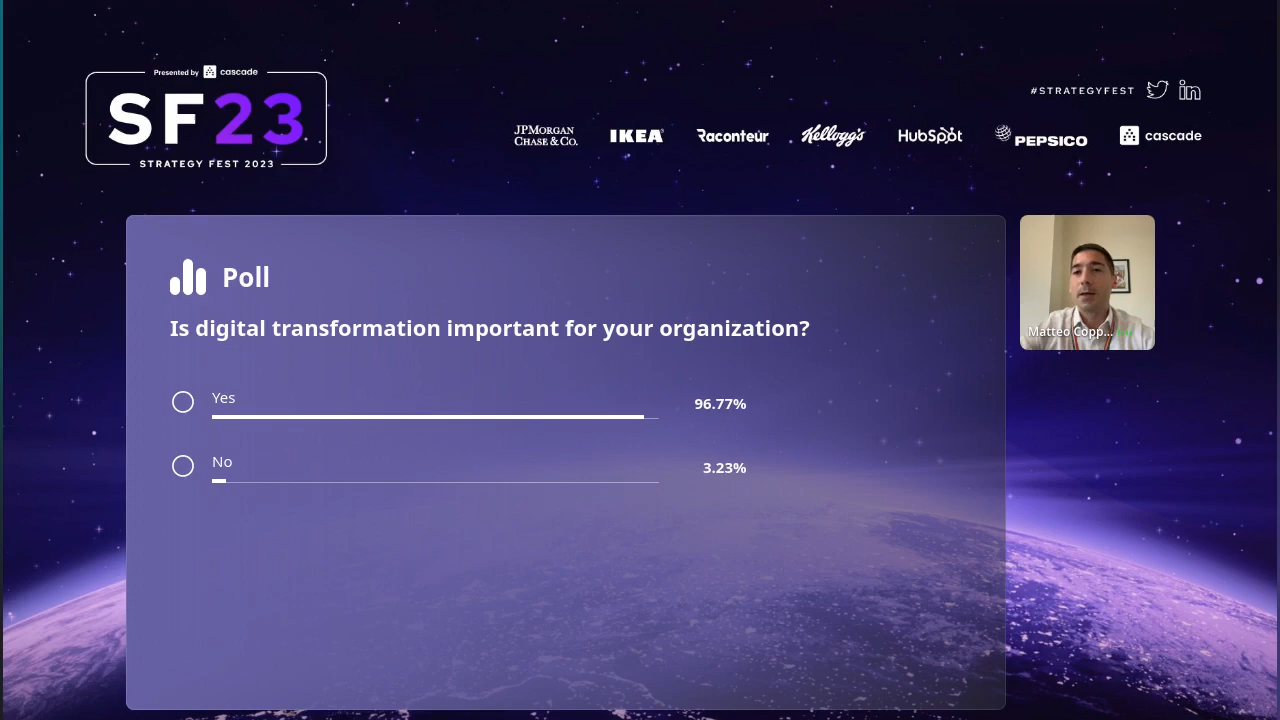 Presented by cascade
SF23
STRATEGY FEST 2023
#STRATEGYFEST
JPMORGAN
CHASE & CO.
IKEA
Raconteur
Kellogg's
HubSpot
PEPSICO
cascade
Poll
Is digital transformation important for your organization?
Yes
96.77%
No
3.23%
Matteo Copp...